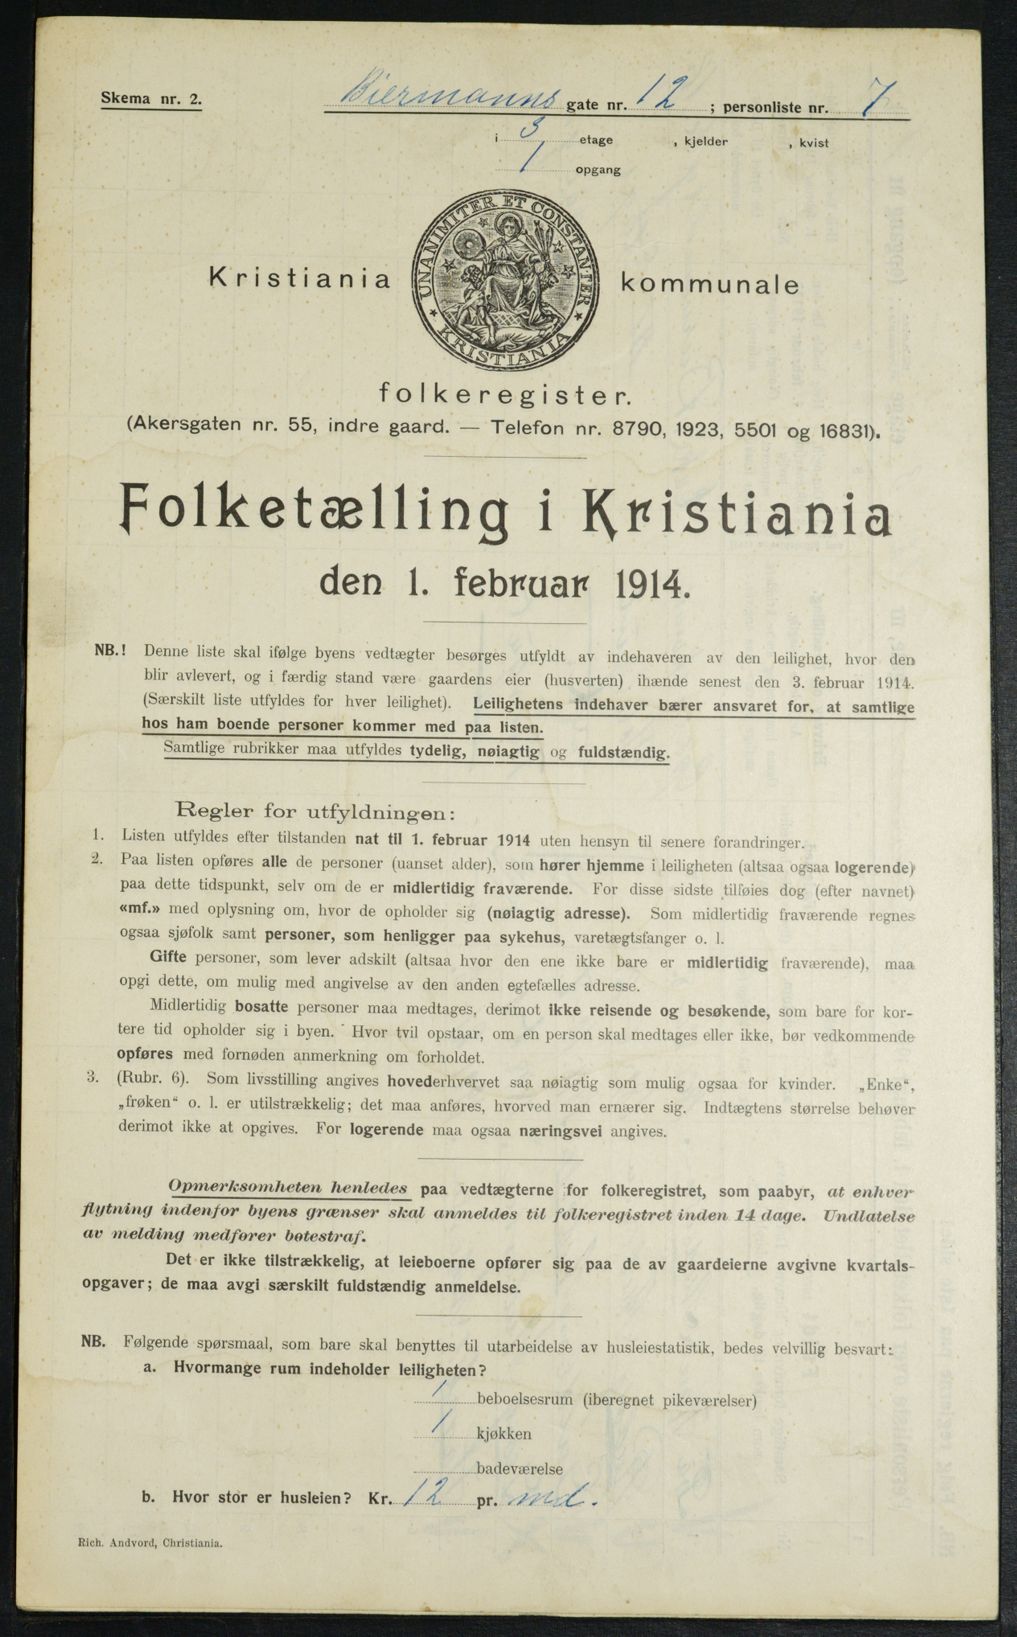 Skema nr. 2.
Biermanns gate nr. 12 ; personliste nr. 7
i 3 etage , kjelder , kvist
1 opgang
UNANIMITER ET CONSTANTER
KRISTIANIA
Kristiania kommunale
folkeregister.
(Akersgaten nr. 55, indre gaard. — Telefon nr. 8790, 1923, 5501 og 16831).
Folketælling i Kristiania
den 1. februar 1914.
NB.! Denne liste skal ifølge byens vedtægter besørges utfyldt av indehaveren av den leilighet, hvor den
blir avlevert, og i færdig stand være gaardens eier (husverten) ihænde senest den 3. februar 1914.
(Særskilt liste utfyldes for hver leilighet). Leilighetens indehaver bærer ansvaret for, at samtlige
hos ham boende personer kommer med paa listen.
Samtlige rubrikker maa utfyldes tydelig, nøiagtig og fuldstændig.
Regler for utfyldningen:
1. Listen utfyldes efter tilstanden nat til 1. februar 1914 uten hensyn til senere forandringer.
2. Paa listen opføres alle de personer (uanset alder), som hører hjemme i leiligheten (altsaa ogsaa logerende)
paa dette tidspunkt, selv om de er midlertidig fraværende. For disse sidste tilføies dog (efter navnet)
«mf.» med oplysning om, hvor de opholder sig (nøiagtig adresse). Som midlertidig fraværende regnes
ogsaa sjøfolk samt personer, som henligger paa sykehus, varetægtsfanger o. l.
Gifte personer, som lever adskilt (altsaa hvor den ene ikke bare er midlertidig fraværende), maa
opgi dette, om mulig med angivelse av den anden egtefælles adresse.
Midlertidig bosatte personer maa medtages, derimot ikke reisende og besøkende, som bare for kor-
tere tid opholder sig i byen. Hvor tvil opstaar, om en person skal medtages eller ikke, bør vedkommende
opføres med fornøden anmerkning om forholdet.
3. (Rubr. 6). Som livsstilling angives hovederhvervet saa nøiagtig som mulig ogsaa for kvinder. „Enke“,
„frøken“ o. l. er utilstrækkelig; det maa anføres, hvorved man ernærer sig. Indtægtens størrelse behøver
derimot ikke at opgives. For logerende maa ogsaa næringsvei angives.
Opmerksomheten henledes paa vedtægterne for folkeregistret, som paabyr, at enhver
flytning indenfor byens grænser skal anmeldes til folkeregistret inden 14 dage. Undlatelse
av melding medfører bøtestraf.
Det er ikke tilstrækkelig, at leieboerne opfører sig paa de av gaardeierne avgivne kvartals-
opgaver; de maa avgi særskilt fuldstændig anmeldelse.
NB. Følgende spørsmaal, som bare skal benyttes til utarbeidelse av husleiestatistik, bedes velvillig besvart:
a. Hvormange rum indeholder leiligheten?
1 beboelsesrum (iberegnet pikeværelser)
1 kjøkken
badeværelse
b. Hvor stor er husleien? Kr. 12 pr. md.
Rich. Andvord, Christiania.